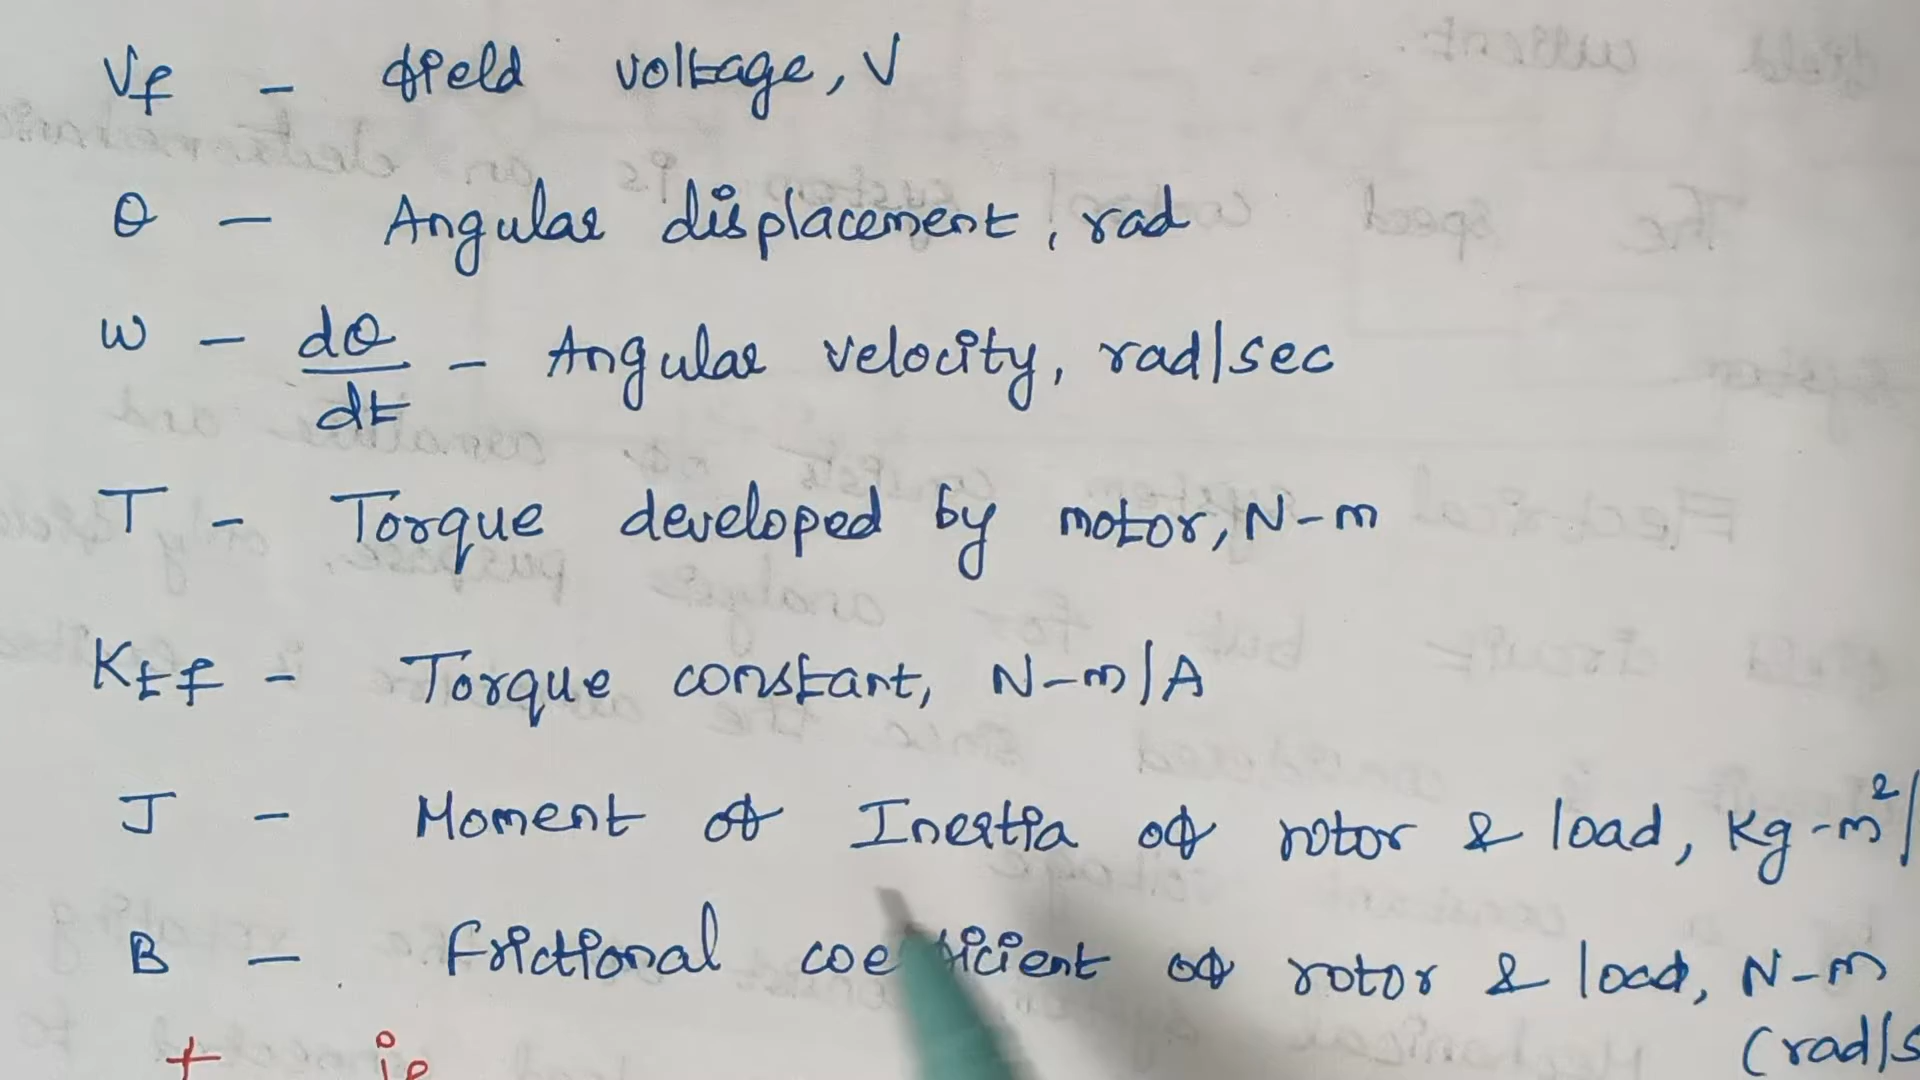 Vf - field voltage, V
θ - Angular displacement, rad
w - dθ/dt - Angular velocity, rad/sec
T - Torque developed by motor, N-m
Ktf - Torque constant, N-m/A
J - Moment of Inertia of rotor & load, Kg-m²/
B - Frictional coefficient of rotor & load, N-m
(rad/s
+ if